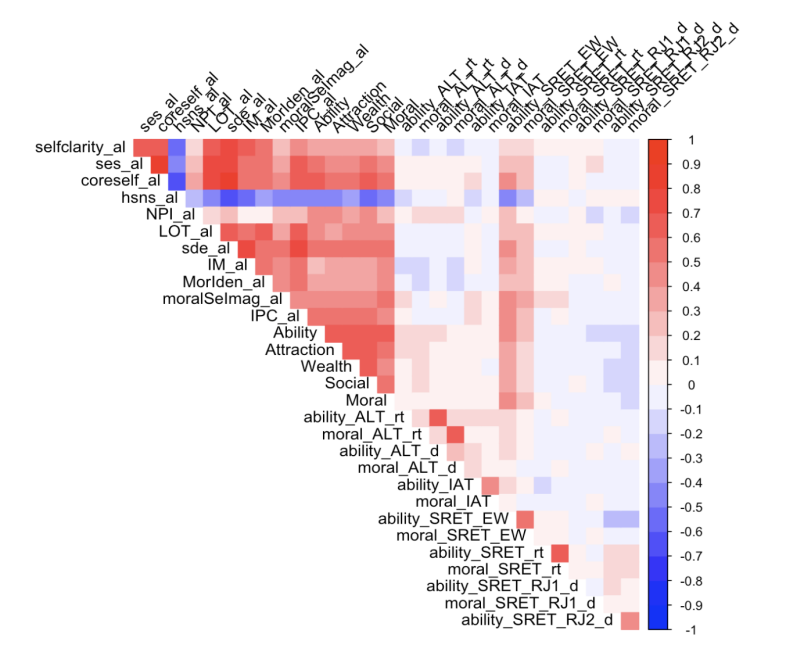 ses_al
coreself_al
hsns_al
NPI_al
LOT_al
sde_al
IM_al
MorIden_al
moralSelmag_al
IPC_al
Ability
Attraction
Wealth
Social
Moral
ability_ALT_rt
moral_ALT_rt
ability_ALT_d
moral_ALT_d
ability_IAT
moral_IAT
ability_SRET_EW
moral_SRET_EW
ability_SRET_rt
moral_SRET_rt
ability_SRET_RJ1_d
moral_SRET_RJ1_d
ability_SRET_RJ2_d
moral_SRET_RJ2_d
selfclarity_al
ses_al
coreself_al
hsns_al
NPI_al
LOT_al
sde_al
IM_al
MorIden_al
moralSelmag_al
IPC_al
Ability
Attraction
Wealth
Social
Moral
ability_ALT_rt
moral_ALT_rt
ability_ALT_d
moral_ALT_d
ability_IAT
moral_IAT
ability_SRET_EW
moral_SRET_EW
ability_SRET_rt
moral_SRET_rt
ability_SRET_RJ1_d
moral_SRET_RJ1_d
ability_SRET_RJ2_d
1
0.9
0.8
0.7
0.6
0.5
0.4
0.3
0.2
0.1
0
-0.1
-0.2
-0.3
-0.4
-0.5
-0.6
-0.7
-0.8
-0.9
-1